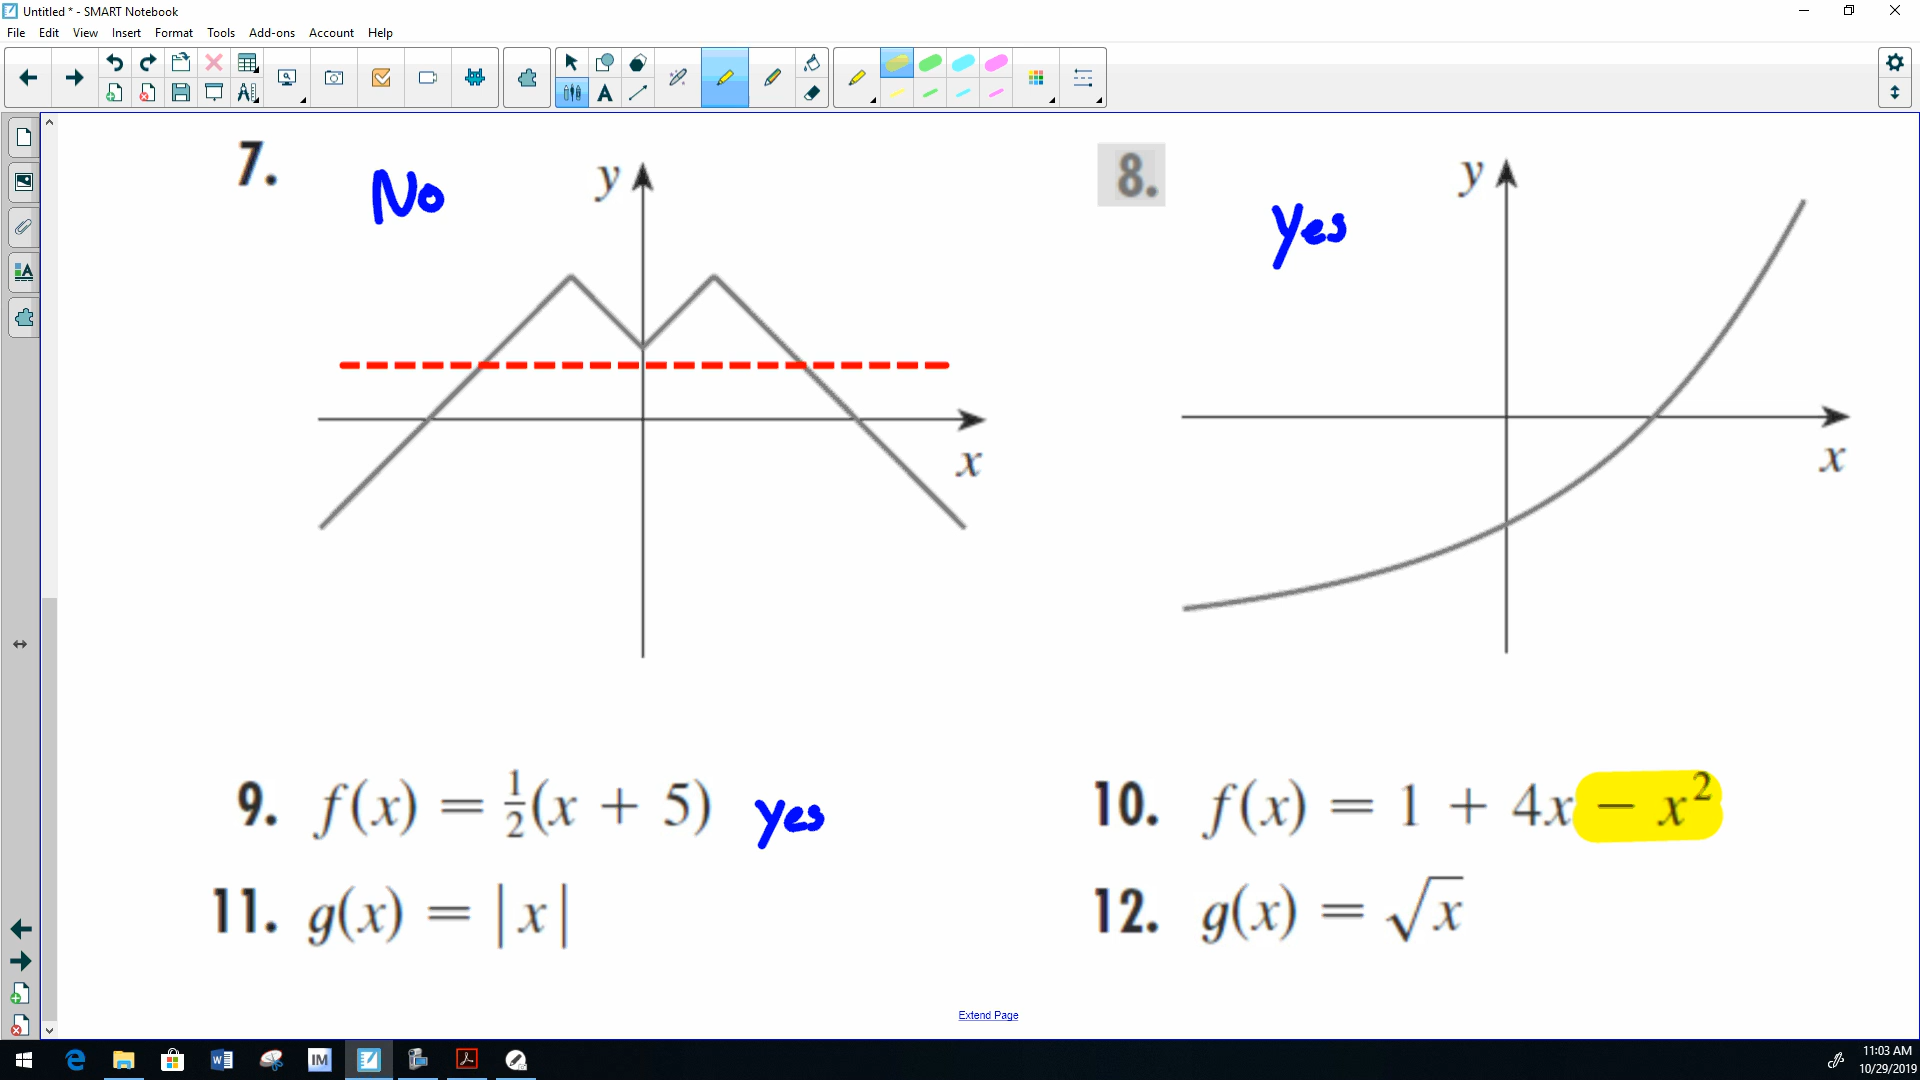 Untitled * - SMART Notebook
File Edit View Insert Format Tools Add-ons Account Help
7. No y x
8. Yes y x
9. f(x) = ½(x + 5) yes
10. f(x) = 1 + 4x − x²
11. g(x) = |x|
12. g(x) = √x
Extend Page
IM
11:03 AM
10/29/2019